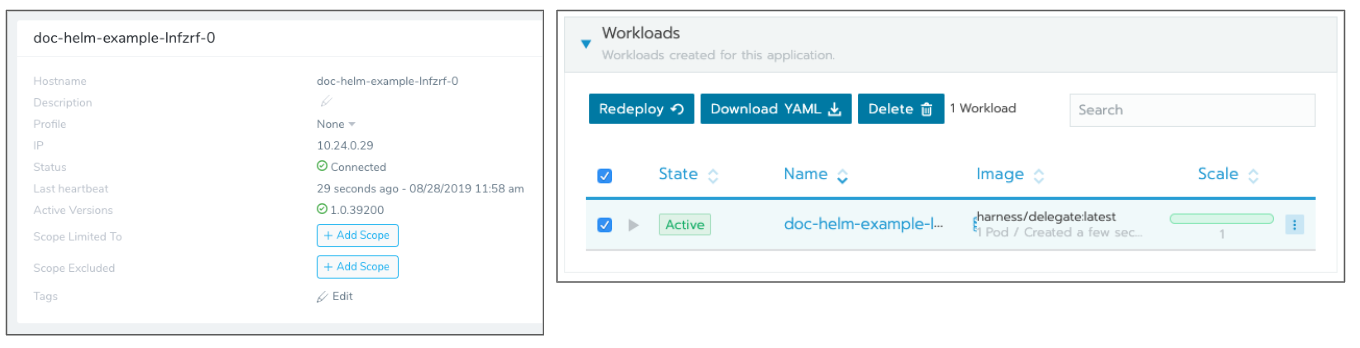 doc-helm-example-lnfzrf-0
Hostname doc-helm-example-lnfzrf-0
Description
Profile None
IP 10.24.0.29
Status Connected
Last heartbeat 29 seconds ago - 08/28/2019 11:58 am
Active Versions 1.0.39200
Scope Limited To + Add Scope
Scope Excluded + Add Scope
Tags Edit
Workloads
Workloads created for this application.
Redeploy Download YAML Delete 1 Workload Search
State Name Image Scale
Active doc-helm-example-l... harness/delegate:latest
1 Pod / Created a few sec... 1